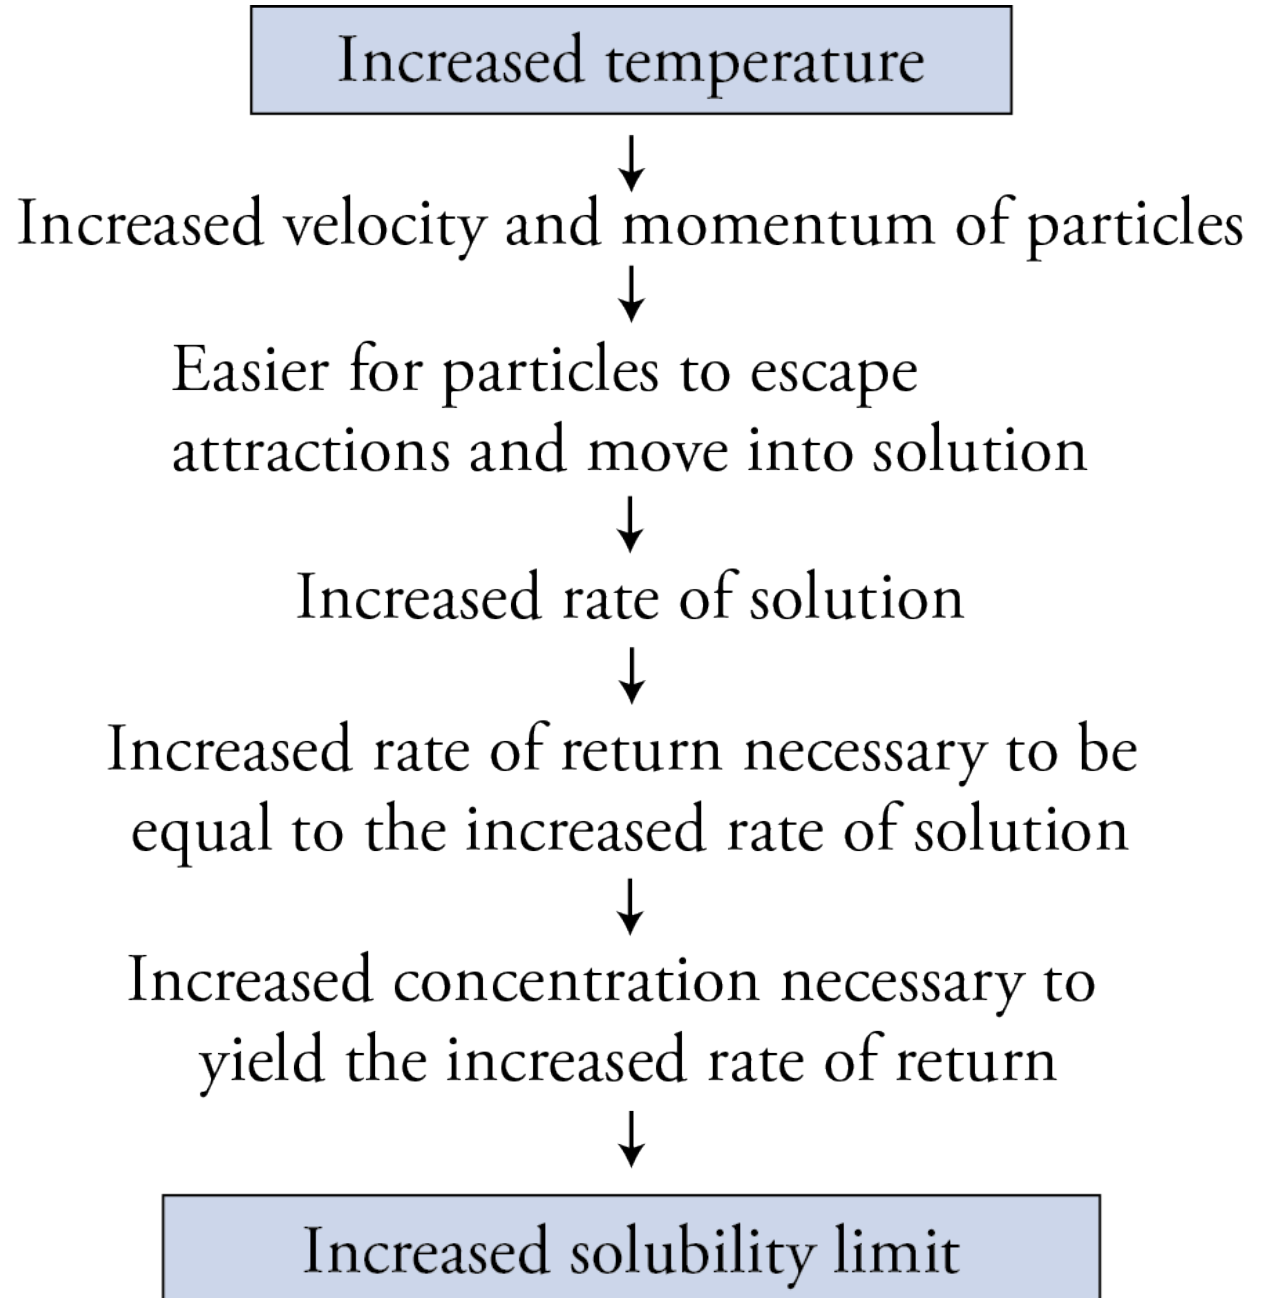 Increased temperature
Increased velocity and momentum of particles
Easier for particles to escape
attractions and move into solution
Increased rate of solution
Increased rate of return necessary to be
equal to the increased rate of solution
Increased concentration necessary to
yield the increased rate of return
Increased solubility limit